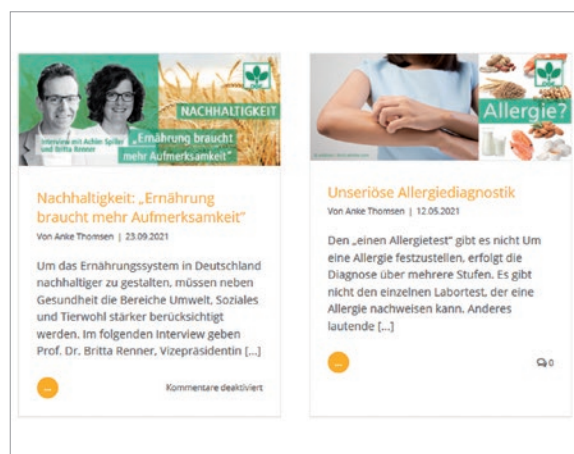 NACHHALTIGKEIT
Interview mit Achim Spiller
und Britta Renner
„Ernährung braucht
mehr Aufmerksamkeit“
Nachhaltigkeit: „Ernährung
braucht mehr Aufmerksamkeit“
Von Anke Thomsen | 23.09.2021
Um das Ernährungssystem in Deutschland
nachhaltiger zu gestalten, müssen neben
Gesundheit die Bereiche Umwelt, Soziales
und Tierwohl stärker berücksichtigt
werden. Im folgenden Interview geben
Prof. Dr. Britta Renner, Vizepräsidentin [...]
...
Kommentare deaktiviert
Allergie?
Unseriöse Allergiediagnostik
Von Anke Thomsen | 12.05.2021
Den „einen Allergietest“ gibt es nicht Um
eine Allergie festzustellen, erfolgt die
Diagnose über mehrere Stufen. Es gibt
nicht den einzelnen Labortest, der eine
Allergie nachweisen kann. Anderes
lautende [...]
...
0